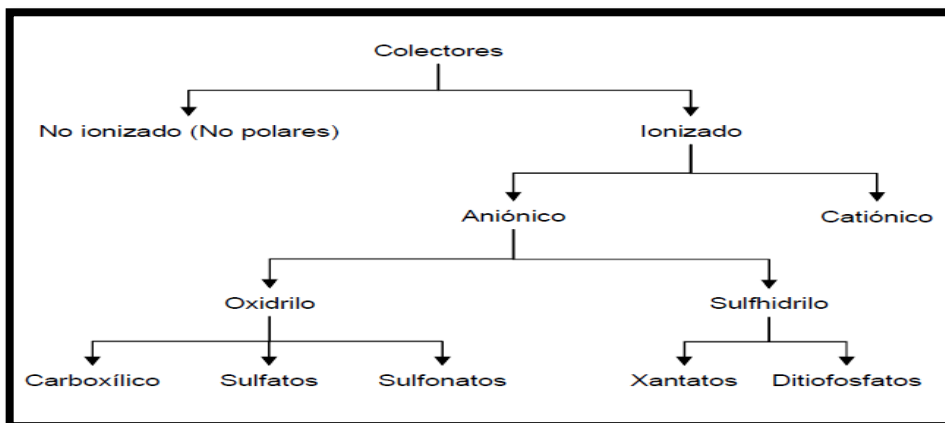 Colectores
No ionizado (No polares) Ionizado
Aniónico Catiónico
Oxidrilo Sulfhidrilo
Carboxílico Sulfatos Sulfonatos Xantatos Ditiofosfatos